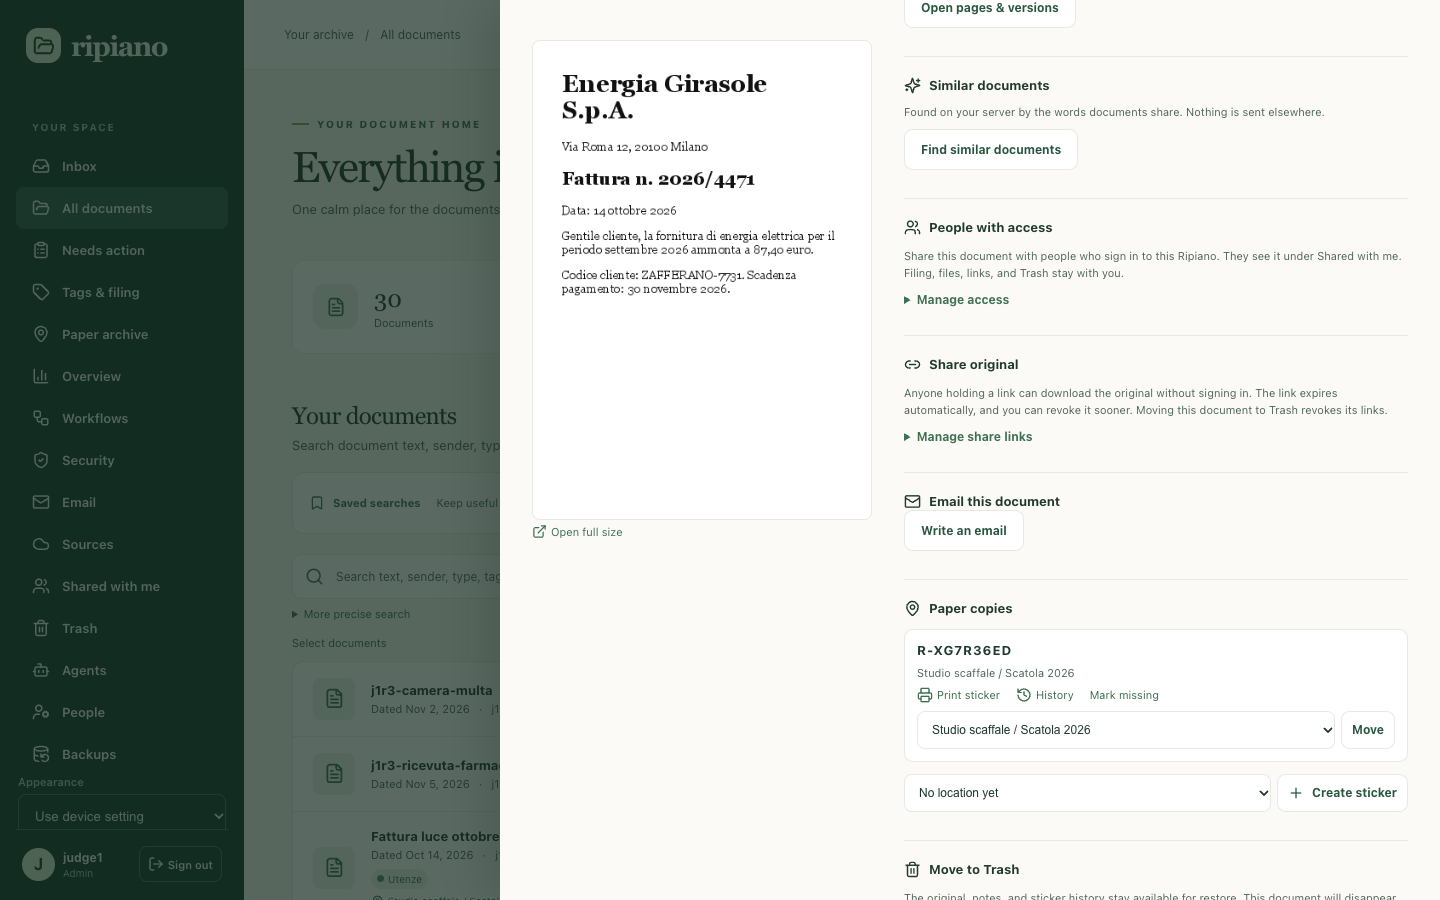 ripiano
YOUR SPACE
Inbox
All documents
Needs action
Tags & filing
Paper archive
Overview
Workflows
Security
Email
Sources
Shared with me
Trash
Agents
People
Backups
Appearance
Use device setting
J
judge1
Admin
Sign out
Your archive / All documents
YOUR DOCUMENT HOME
Everything i
One calm place for the documents
30
Documents
Your documents
Search document text, sender, typ
Saved searches Keep useful
Search text, sender, type, tag
More precise search
Select documents
j1r3-camera-multa
Dated Nov 2, 2026 · j1
j1r3-ricevuta-farma
Dated Nov 5, 2026 · j1
Fattura luce ottobre
Dated Oct 14, 2026 · j
Utenze
Energia Girasole
S.p.A.
Via Roma 12, 20100 Milano
Fattura n. 2026/4471
Data: 14 ottobre 2026
Gentile cliente, la fornitura di energia elettrica per il
periodo settembre 2026 ammonta a 87,40 euro.
Codice cliente: ZAFFERANO-7731. Scadenza
pagamento: 30 novembre 2026.
Open full size
Open pages & versions
Similar documents
Found on your server by the words documents share. Nothing is sent elsewhere.
Find similar documents
People with access
Share this document with people who sign in to this Ripiano. They see it under Shared with me.
Filing, files, links, and Trash stay with you.
Manage access
Share original
Anyone holding a link can download the original without signing in. The link expires
automatically, and you can revoke it sooner. Moving this document to Trash revokes its links.
Manage share links
Email this document
Write an email
Paper copies
R-XG7R36ED
Studio scaffale / Scatola 2026
Print sticker History Mark missing
Studio scaffale / Scatola 2026 Move
No location yet + Create sticker
Move to Trash
The original, notes, and sticker history stay available for restore. This document will disappear